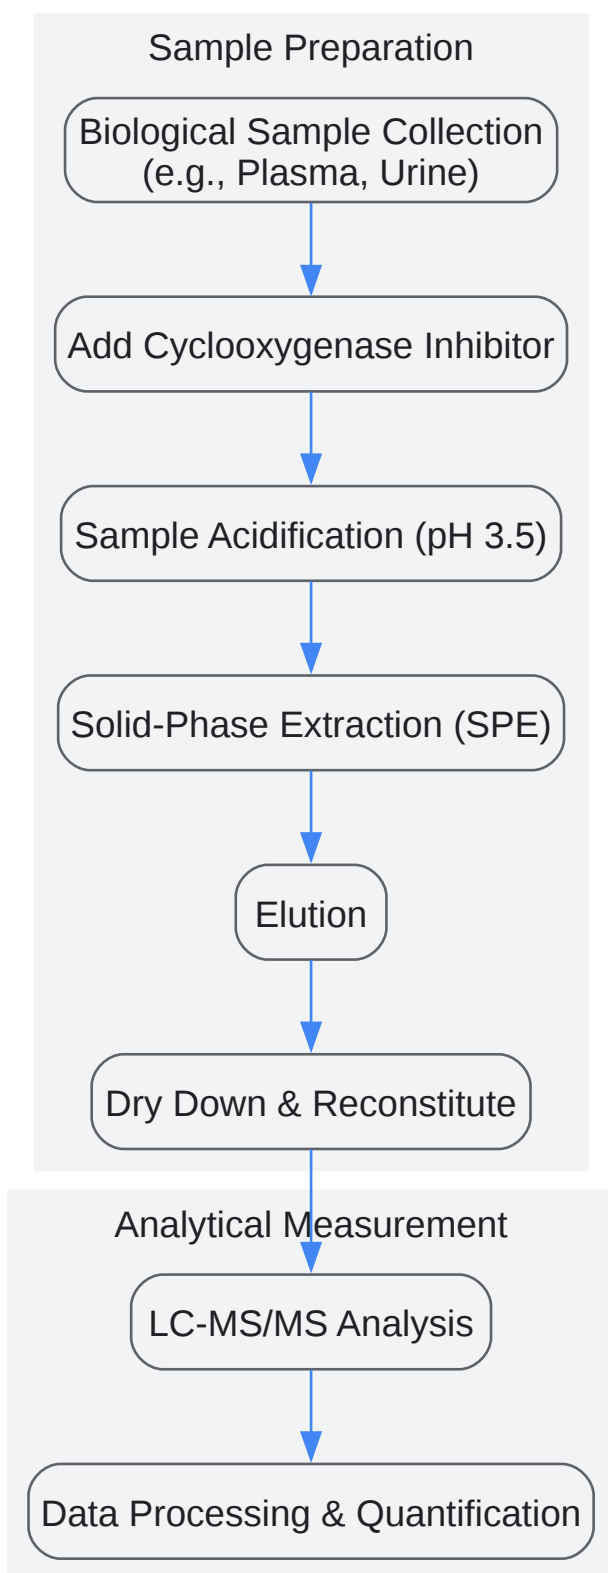 Sample Preparation
Biological Sample Collection
(e.g., Plasma, Urine)
Add Cyclooxygenase Inhibitor
Sample Acidification (pH 3.5)
Solid-Phase Extraction (SPE)
Elution
Dry Down & Reconstitute
Analytical Measurement
LC-MS/MS Analysis
Data Processing & Quantification